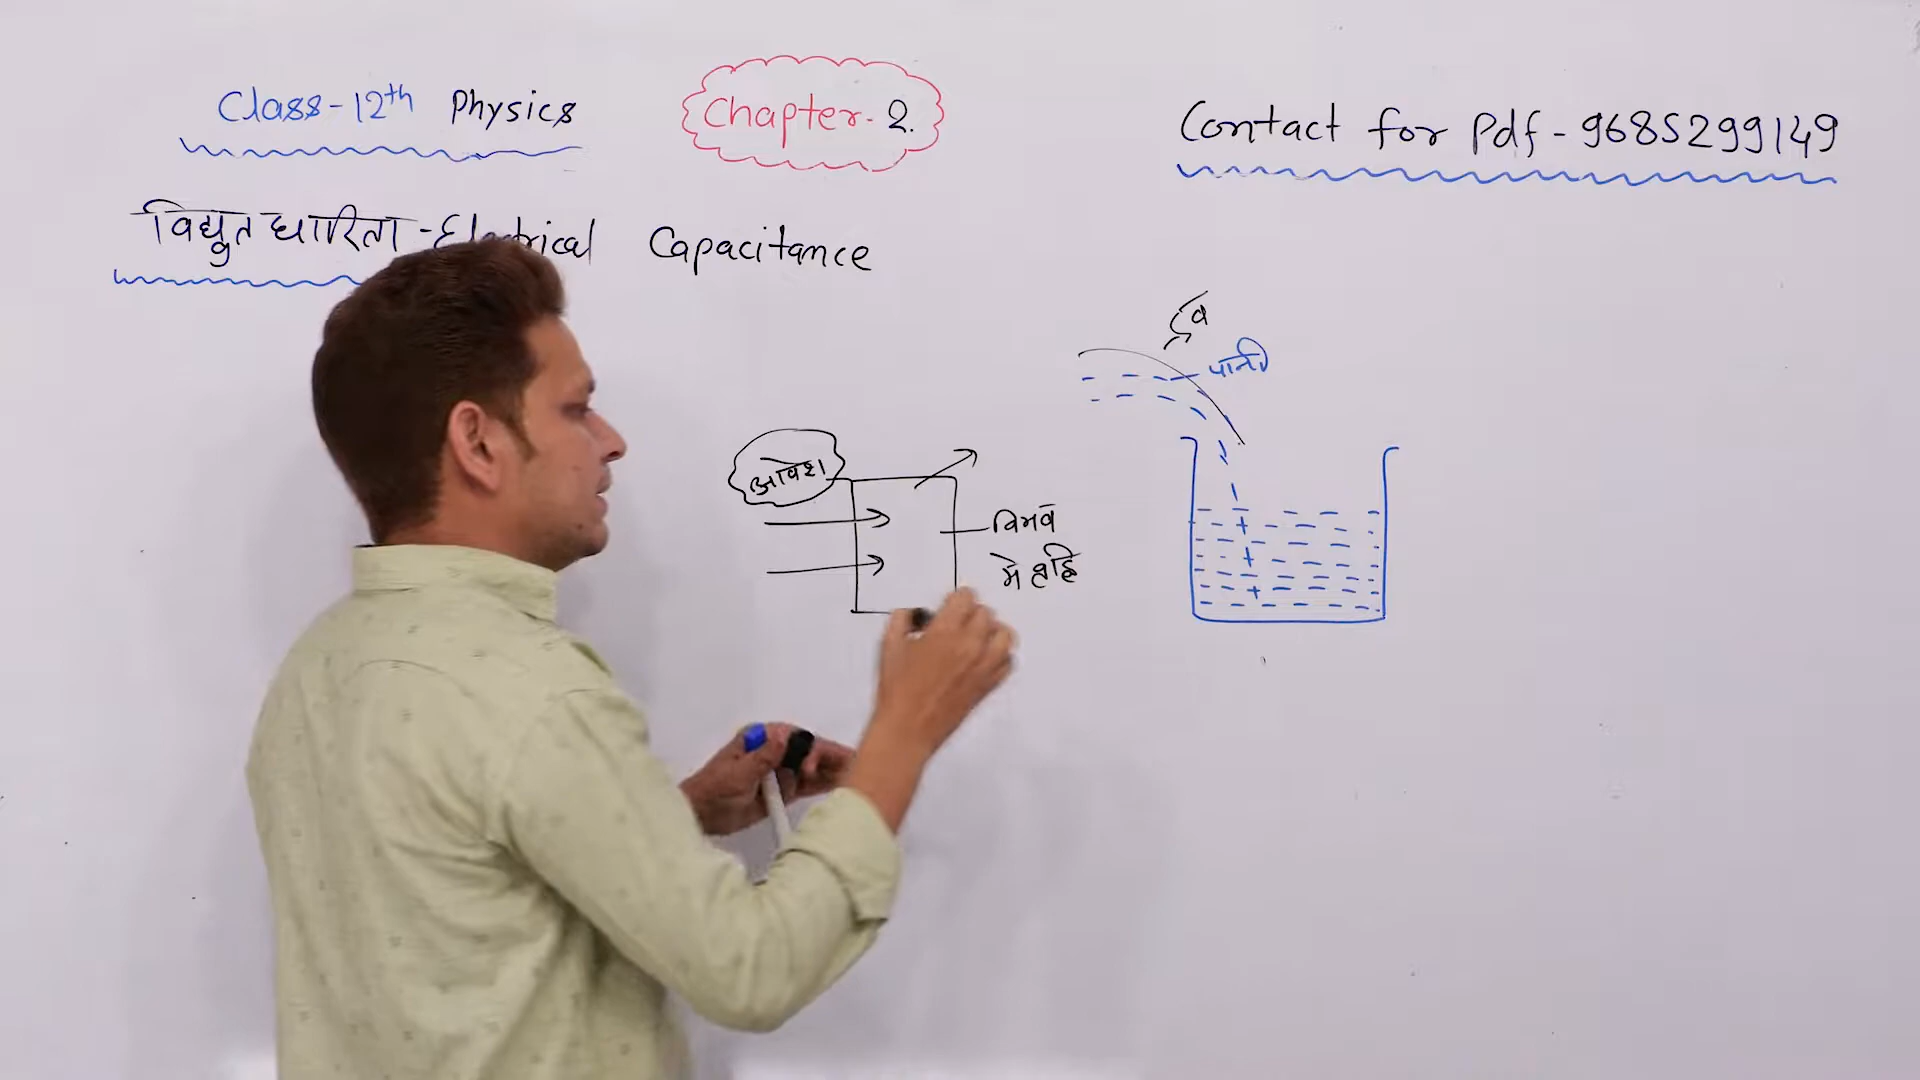 Class-12th Physics
Chapter-2.
Contact for Pdf-9685299149
विद्युत धारिता-Electrical Capacitance
द्रव
पानी
आवेश
विभव
में वृद्धि